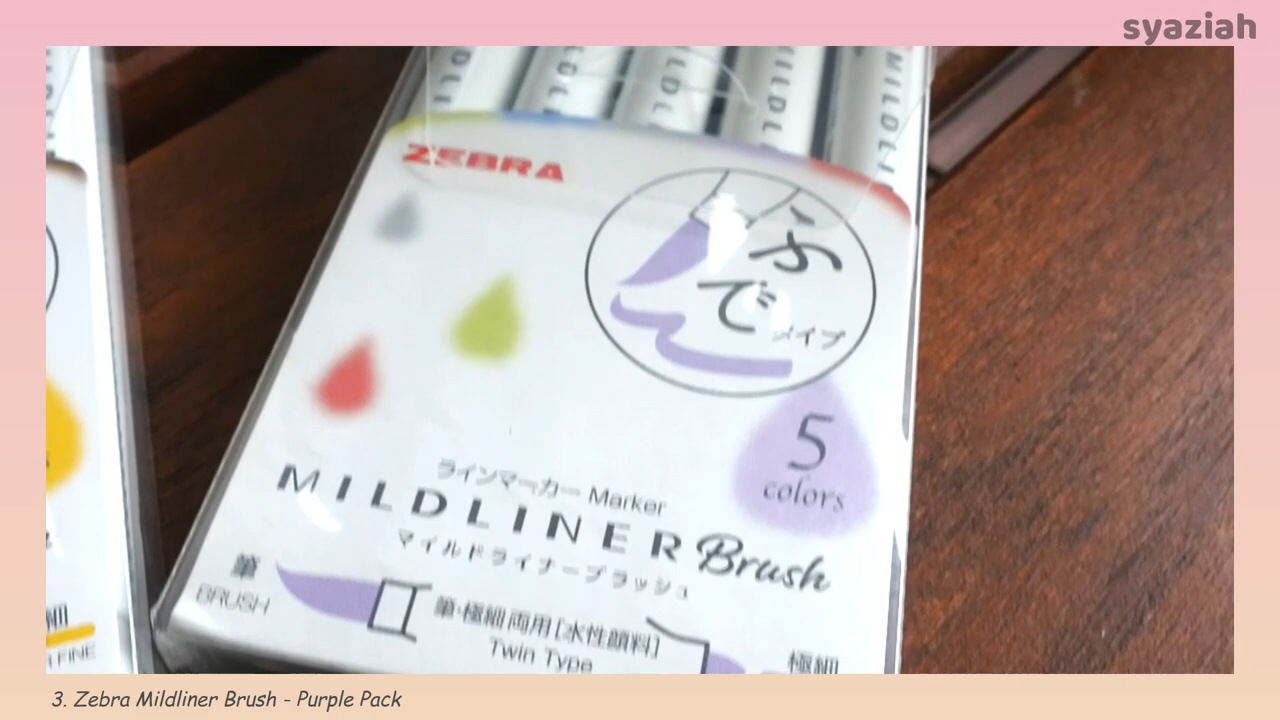 syaziah
ZEBRA
ふ
で
タイプ
5
colors
ラインマーカー Marker
MILDLINER Brush
マイルドライナーブラッシュ
筆
BRUSH
筆・極細両用[水性顔料]
Twin Type
極細
3. Zebra Mildliner Brush - Purple Pack